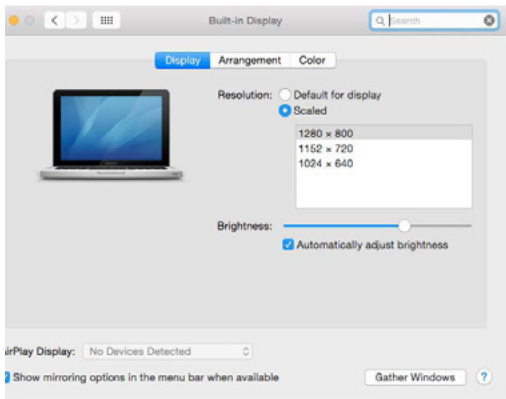 Built-in Display
Search
Display Arrangement Color
Resolution: Default for display
Scaled
1280 × 800
1152 × 720
1024 × 640
Brightness:
Automatically adjust brightness
irPlay Display: No Devices Detected
Show mirroring options in the menu bar when available
Gather Windows ?